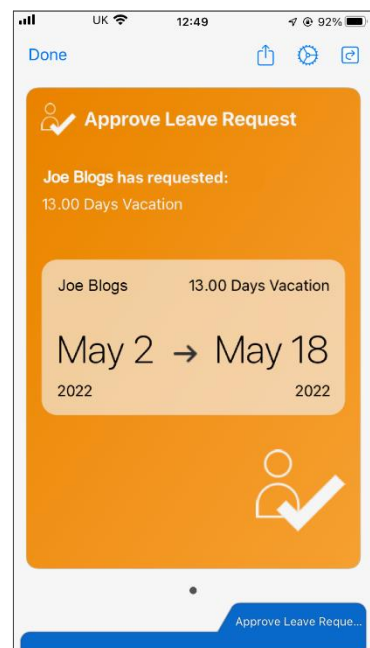 UK 12:49 92%
Done
Approve Leave Request
Joe Blogs has requested:
13.00 Days Vacation
Joe Blogs 13.00 Days Vacation
May 2 → May 18
2022 2022
Approve Leave Reque...